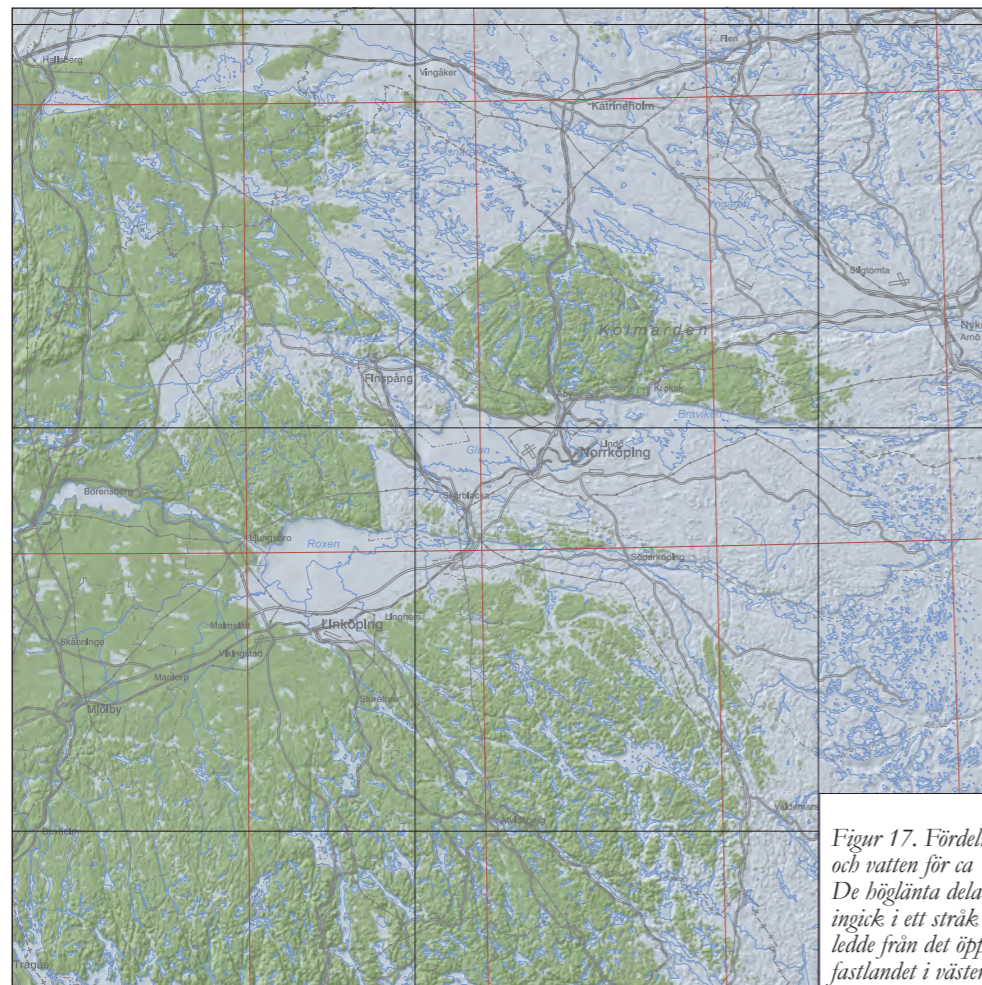 Hallsberg
Flen
Vingåker
Katrineholm
Yngaren
Stigtomta
Kolmården
Arnö
Finspång
Krokek
Bråviken
Glan
Lindö
Norrköping
Skärblacka
Borensberg
Ljungsbro
Roxen
Söderköping
Malmslätt
Linköping
Linghem
Skänninge
Vikingstad
Mantorp
Sturefors
Mjölby
Åtvidaberg
Valdemars
Boxholm
Tranås
Figur 17. Fördel
och vatten för ca
De höglänta dela
ingick i ett stråk
ledde från det öpp
fastlandet i väster